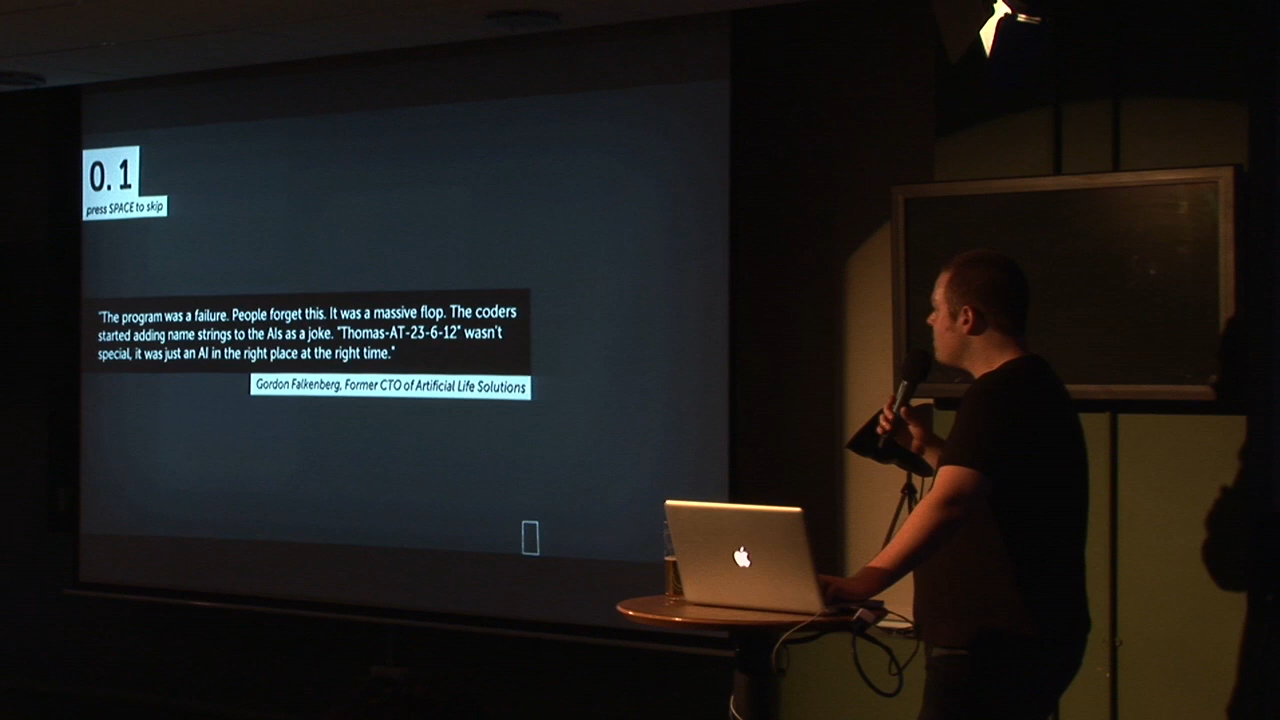 0. 1
press SPACE to skip
"The program was a failure. People forget this. It was a massive flop. The coders
started adding name strings to the AIs as a joke. "Thomas-AT-23-6-12" wasn't
special, it was just an AI in the right place at the right time."
Gordon Falkenberg, Former CTO of Artificial Life Solutions